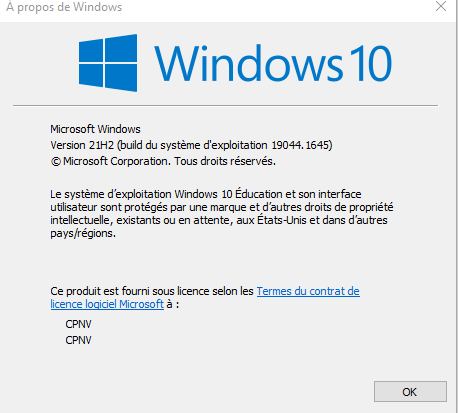 À propos de Windows
Windows 10
Microsoft Windows
Version 21H2 (build du système d'exploitation 19044.1645)
© Microsoft Corporation. Tous droits réservés.
Le système d’exploitation Windows 10 Éducation et son interface
utilisateur sont protégés par une marque et d’autres droits de propriété
intellectuelle, existants ou en attente, aux États-Unis et dans d’autres
pays/régions.
Ce produit est fourni sous licence selon les Termes du contrat de
licence logiciel Microsoft à :
CPNV
CPNV
OK